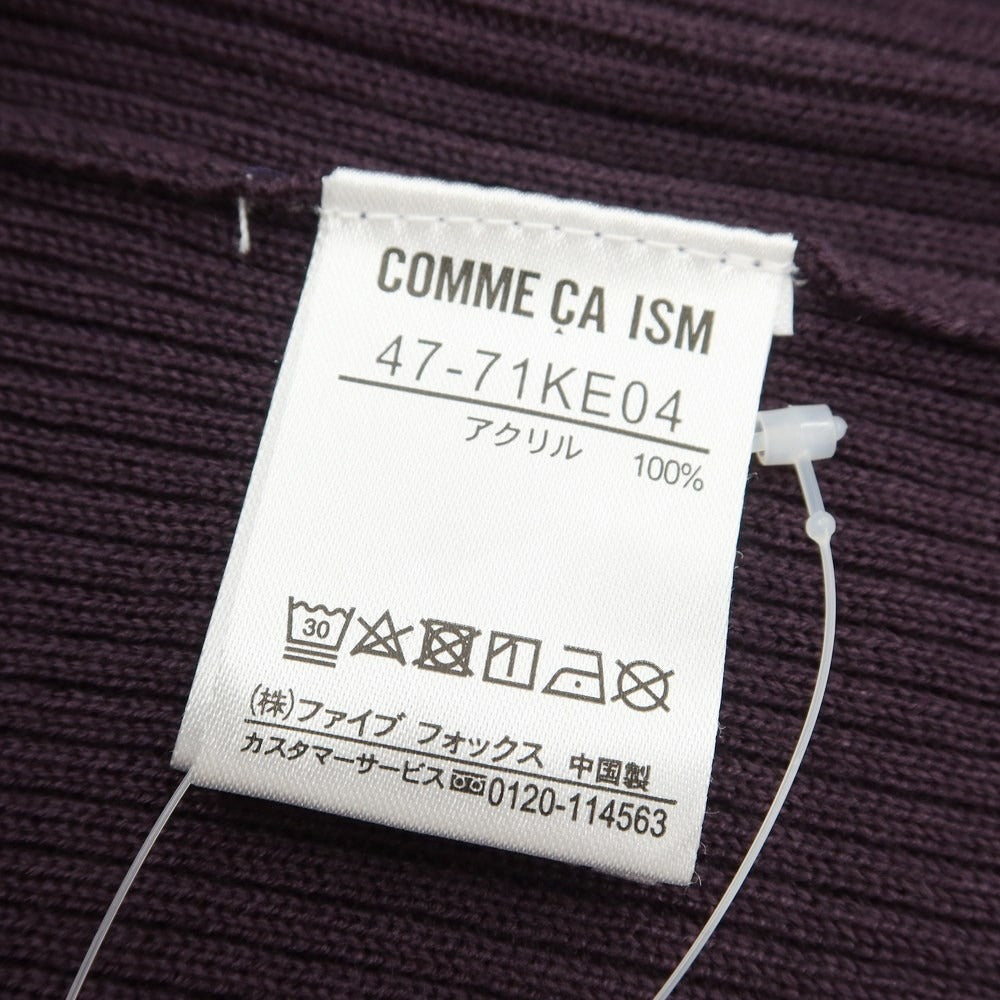 COMME ÇA ISM
47-71KE04
アクリル 100%
30
(株)ファイブ フォックス 中国製
カスタマーサービス 0120-114563